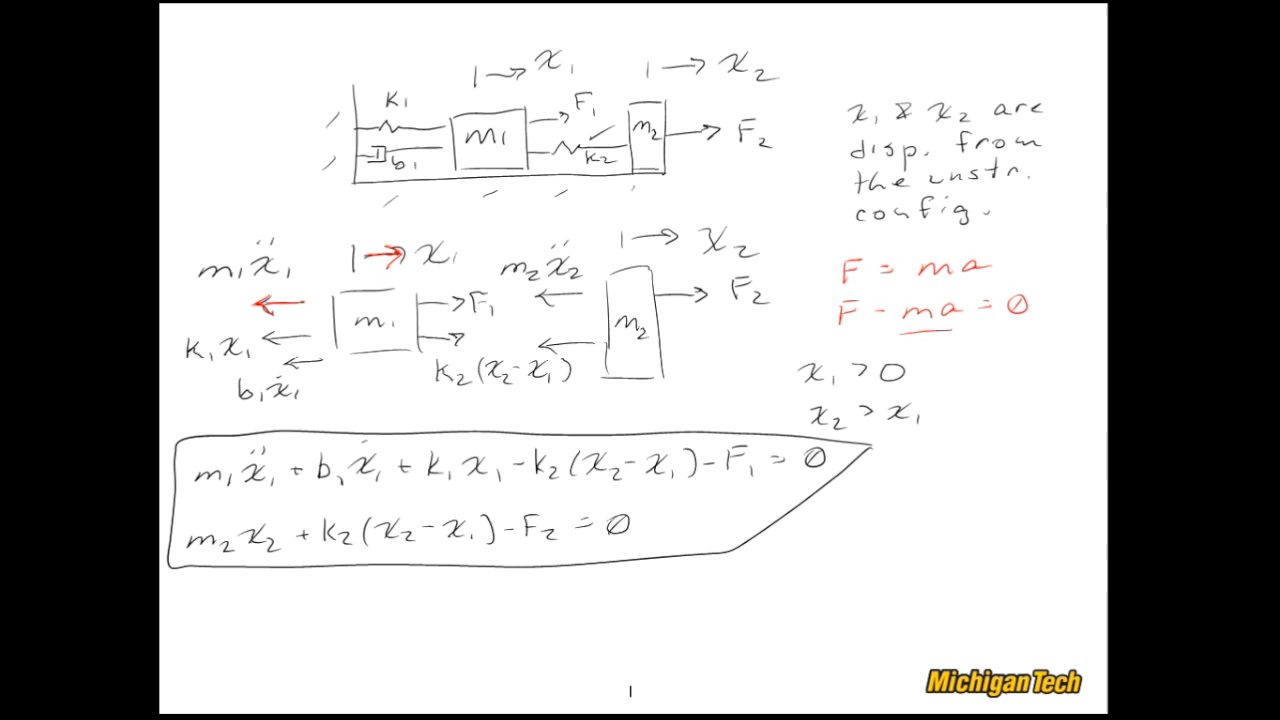 x₁ x₂
k₁ F₁
m₁ m₂ F₂
b₁ k₂
x₁ & x₂ are
disp. from
the unstr.
config.
m₁ẍ₁ x₁ m₂ẍ₂ x₂
F₁ F₂
m₁ m₂
k₁x₁ k₂(x₂-x₁)
b₁ẋ₁
F = ma
F - ma = 0
x₁ > 0
x₂ > x₁
m₁ẍ₁ + b₁ẋ₁ + k₁x₁ - k₂(x₂-x₁) - F₁ = 0
m₂x₂ + k₂(x₂-x₁) - F₂ = 0
Michigan Tech
1